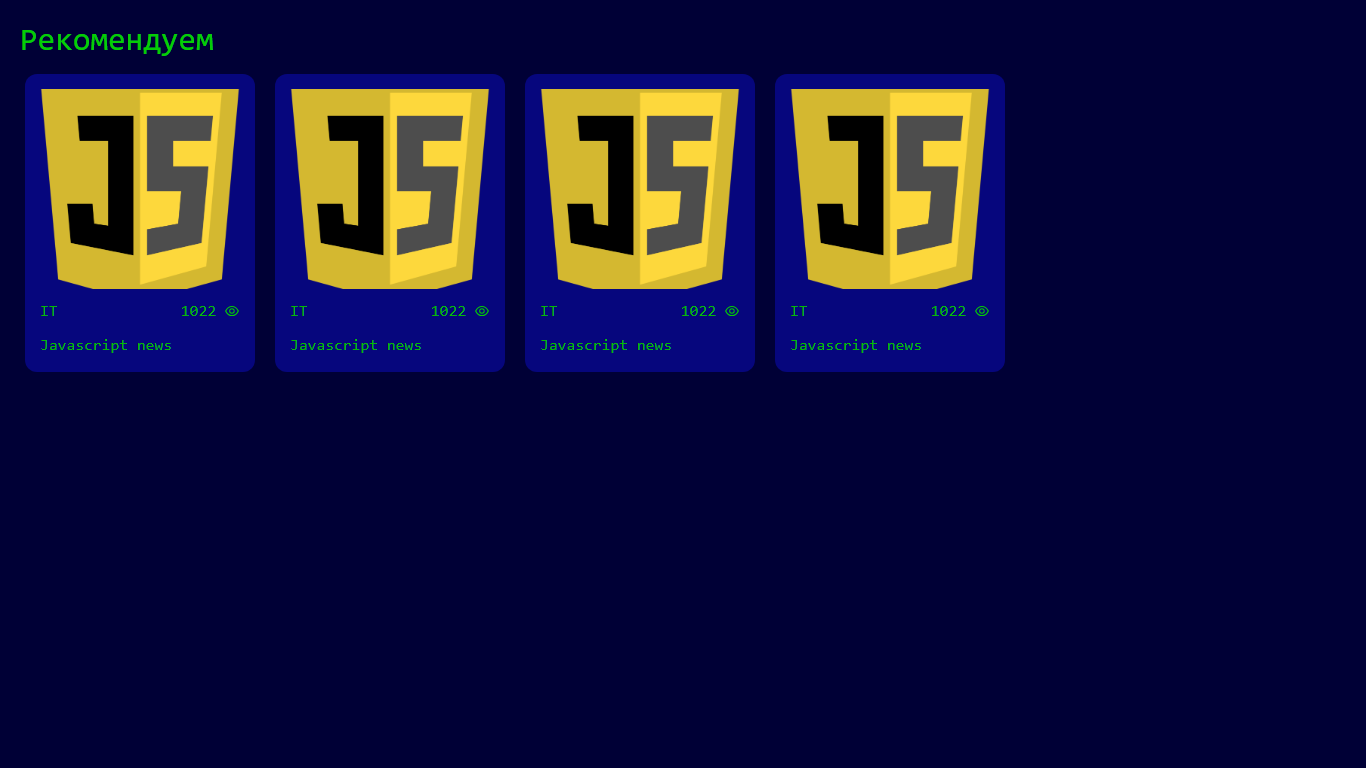 Рекомендуем
JS JS JS JS
IT 1022 IT 1022 IT 1022 IT 1022
Javascript news Javascript news Javascript news Javascript news